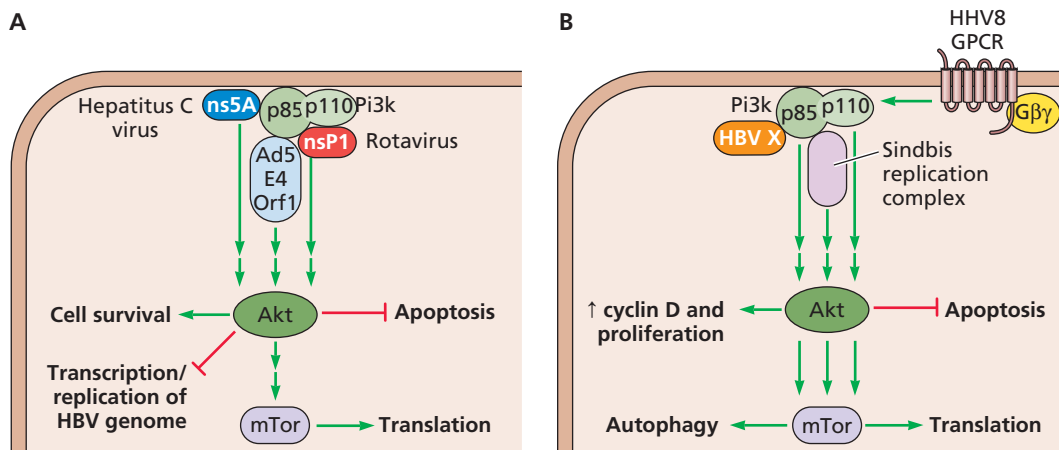 A
Hepatitus C
virus
ns5A
p85
p110
Pi3k
nsP1
Rotavirus
Ad5
E4
Orf1
Cell survival
Akt
Apoptosis
Transcription/
replication of
HBV genome
mTor
Translation
B
HHV8
GPCR
Pi3k
p85
p110
Gβγ
HBV X
Sindbis
replication
complex
↑ cyclin D and
proliferation
Akt
Apoptosis
Autophagy
mTor
Translation